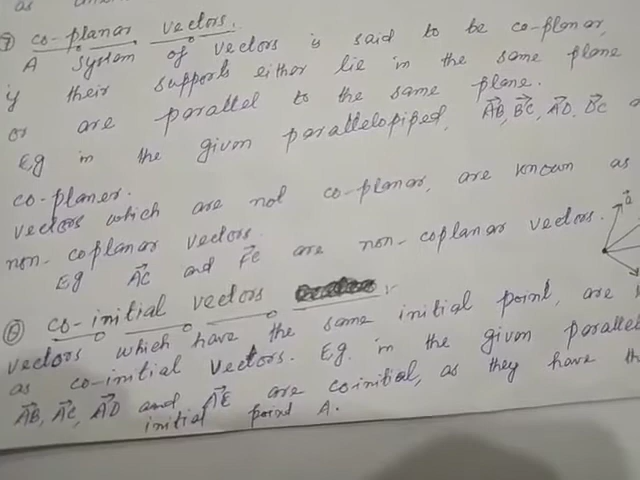 as
⑦ co-planar vectors.
A system of vectors is said to be co-planar,
if their supports either lie in the same plane
or are parallel to the same plane.
Eg in the given parallelopiped, AB, BC, AD, DC a
co-planer.
vectors which are not co-planar, are known as
non-coplanar vectors.
Eg AC and FC are non-coplanar vectors.
⑧ co-initial vectors
vectors which have the same initial point, are
as co-initial vectors. Eg. in the given parallel
AB, AC, AD and AE are coinitial, as they have th
initial point A.